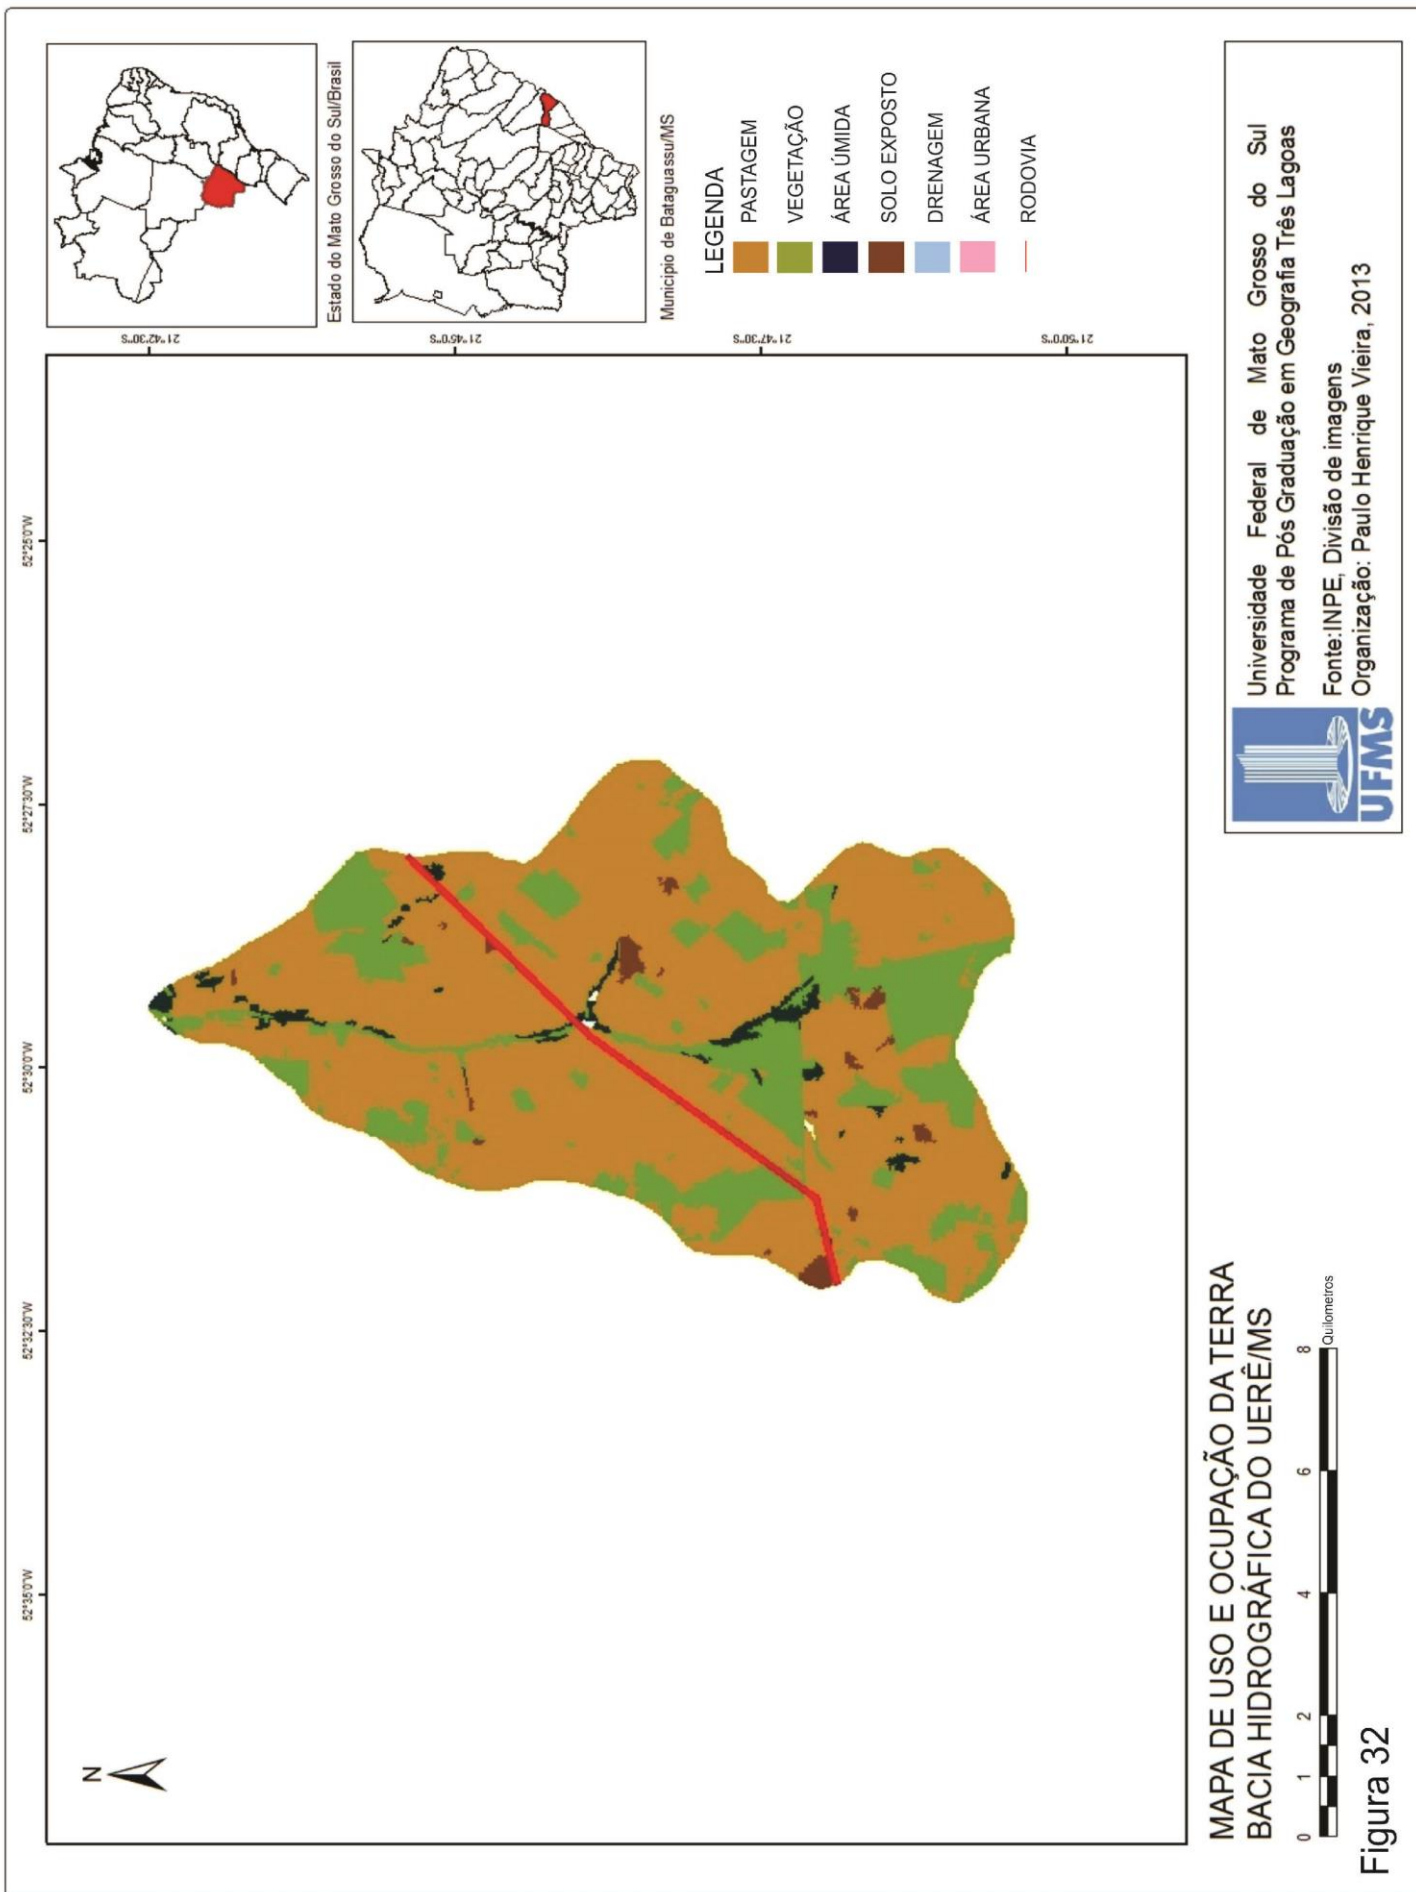 52°35'0"W
52°32'30"W
52°30'0"W
52°27'30"W
52°25'0"W
21°42'30"S
21°45'0"S
21°47'30"S
21°50'0"S
N
Estado do Mato Grosso do Sul/Brasil
Municipio de Bataguassu/MS
LEGENDA
PASTAGEM
VEGETAÇÃO
ÁREA ÚMIDA
SOLO EXPOSTO
DRENAGEM
ÁREA URBANA
RODOVIA
MAPA DE USO E OCUPAÇÃO DA TERRA
BACIA HIDROGRÁFICA DO UERÊ/MS
0 1 2 4 6 8
Quilometros
UFMS
Universidade Federal de Mato Grosso do Sul
Programa de Pós Graduação em Geografia Três Lagoas
Fonte:INPE, Divisão de imagens
Organização: Paulo Henrique Vieira, 2013
Figura 32